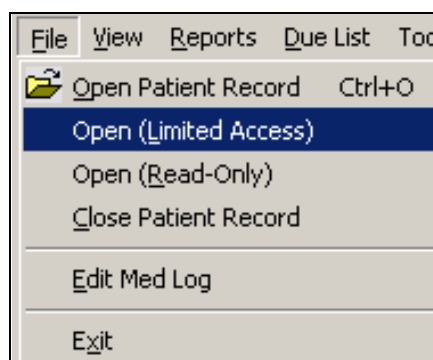 File View Reports Due List
Open Patient Record Ctrl+O
Open (Limited Access)
Open (Read-Only)
Close Patient Record
Edit Med Log
Exit